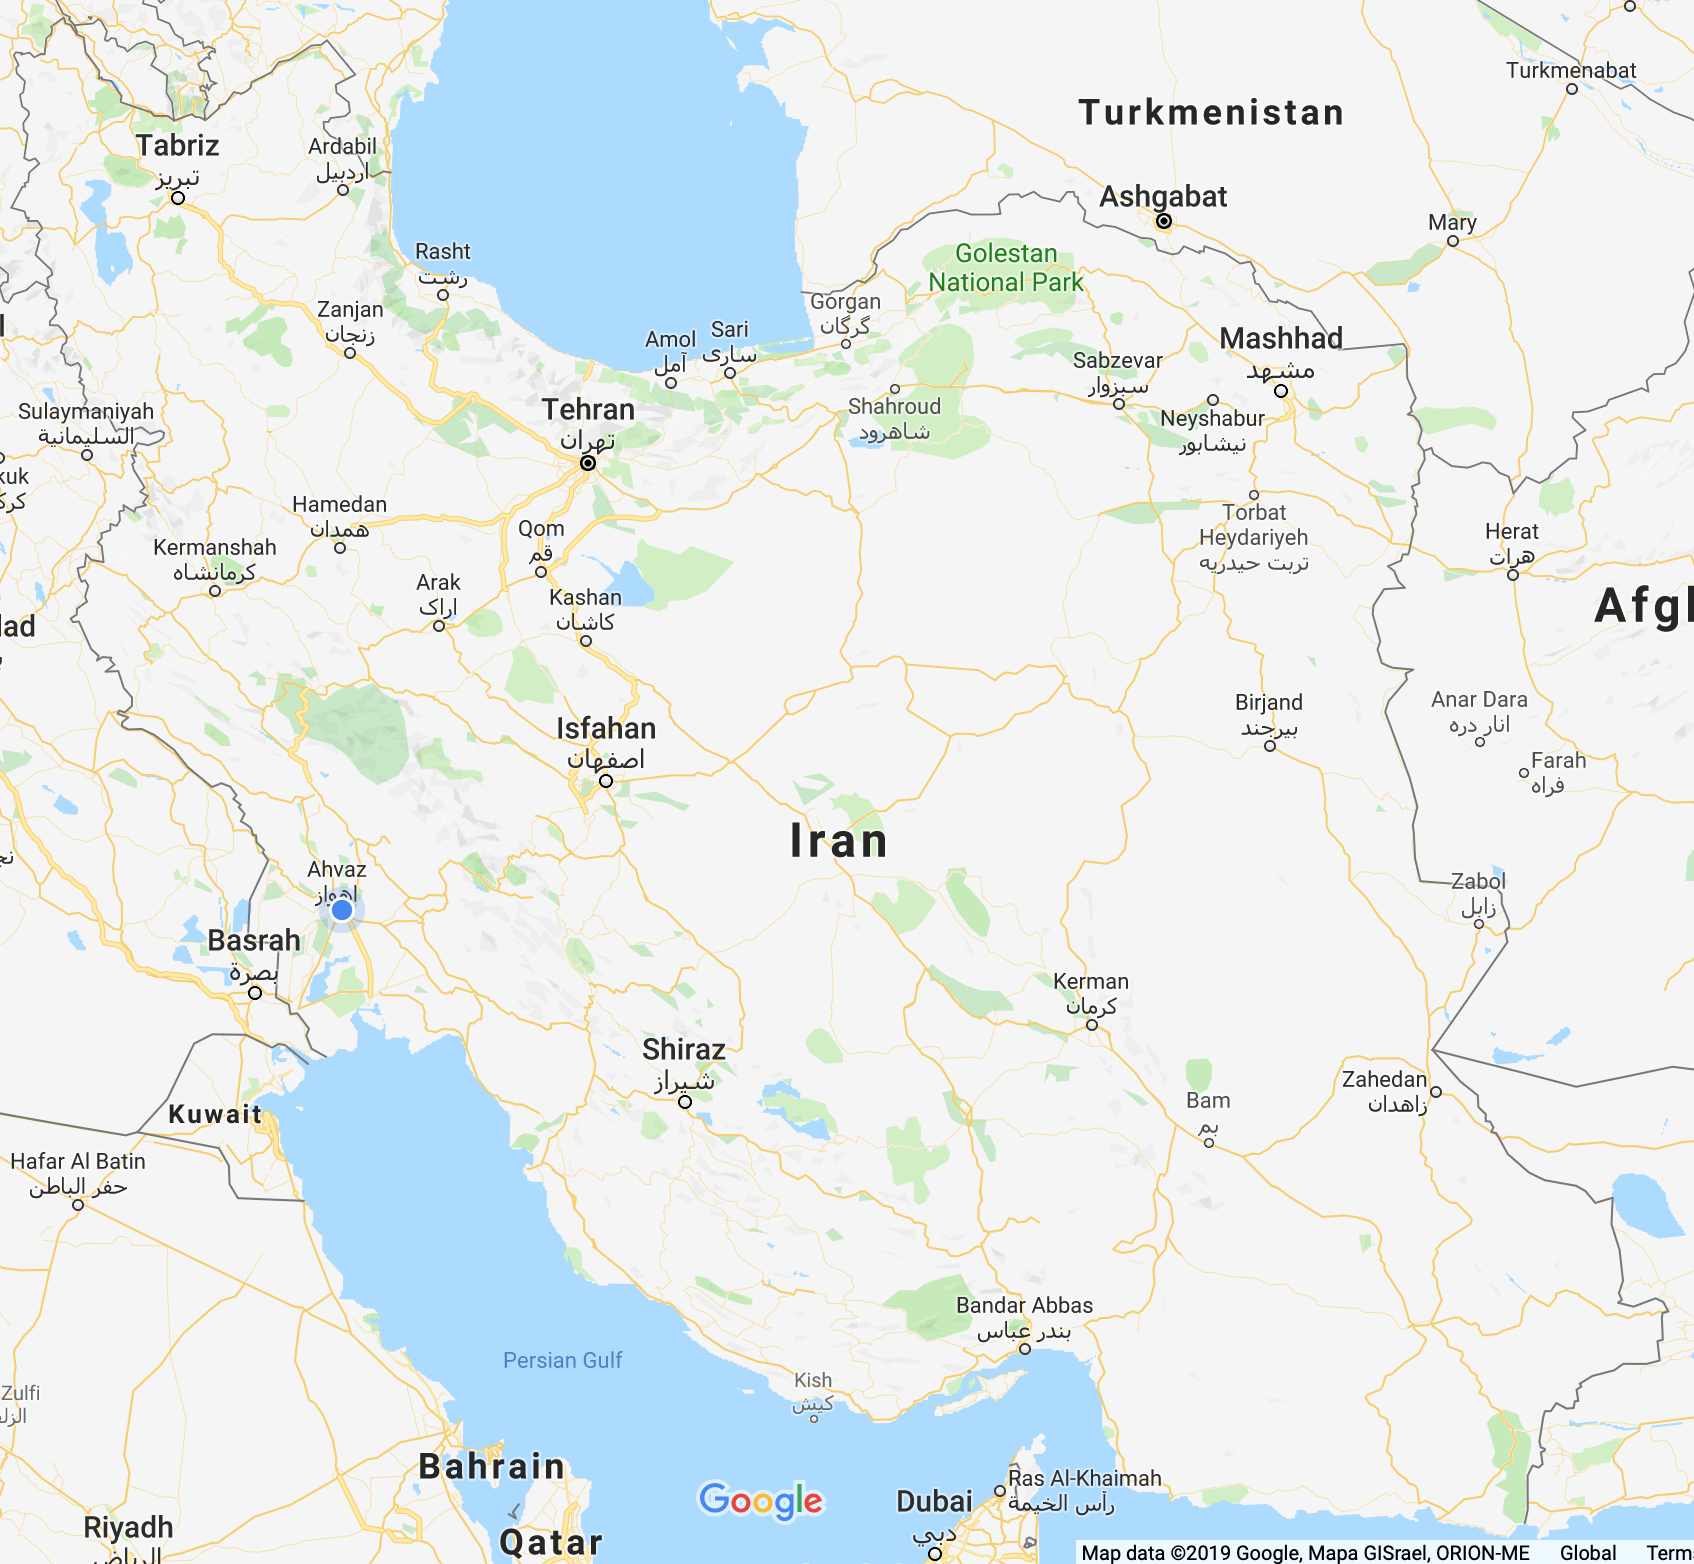 Turkmenabat
Turkmenistan
Tabriz
تبریز
Ardabil
اردبیل
Ashgabat
Mary
Rasht
رشت
Golestan
National Park
Zanjan
زنجان
Gorgan
گرگان
Amol
آمل
Sari
ساری
Mashhad
مشهد
Sabzevar
سبزوار
Sulaymaniyah
السليمانية
Tehran
تهران
Shahroud
شاهرود
Neyshabur
نیشابور
kuk
كرك
Hamedan
همدان
Qom
قم
Torbat
Heydariyeh
تربت حیدریه
Herat
هرات
Kermanshah
کرمانشاه
Arak
اراک
Kashan
کاشان
Afgl
lad
Isfahan
اصفهان
Birjand
بیرجند
Anar Dara
انار دره
Farah
فراه
Iran
نج
Ahvaz
اهواز
Zabol
زابل
Basrah
بصرة
Kerman
کرمان
Shiraz
شیراز
Zahedan
زاهدان
Bam
بم
Kuwait
Hafar Al Batin
حفر الباطن
Bandar Abbas
بندر عباس
Persian Gulf
Kish
کیش
Zulfi
الزل
Bahrain
Ras Al-Khaimah
رأس الخيمة
Google
Dubai
دبي
Riyadh
الرياض
Qatar
Map data ©2019 Google, Mapa GISrael, ORION-ME Global Term